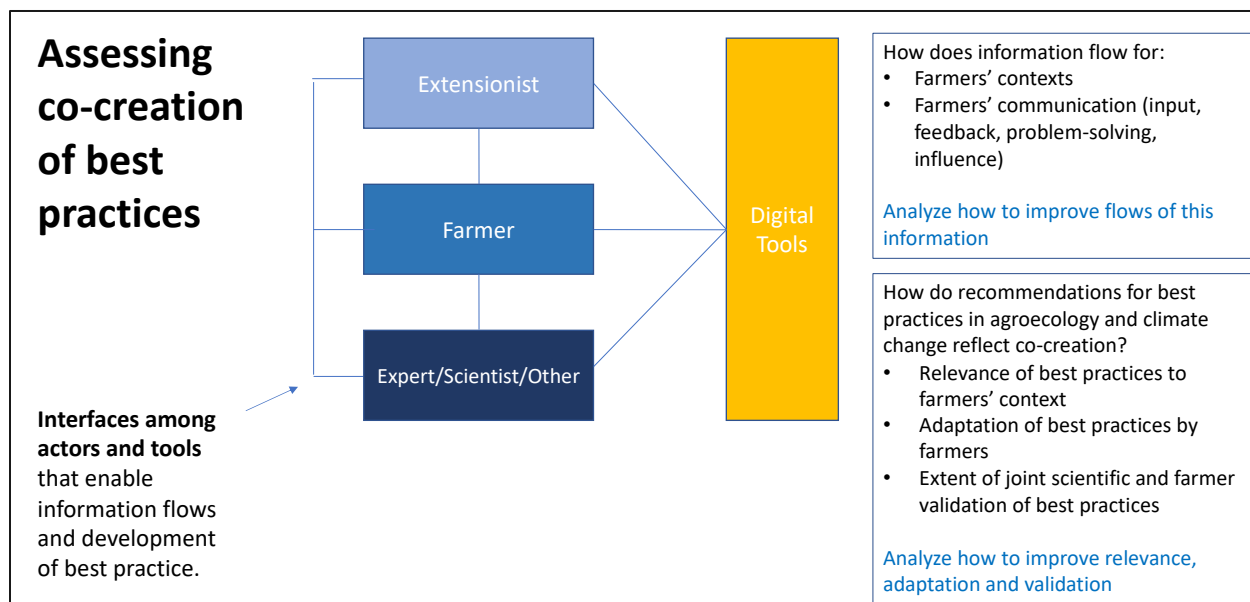 Assessing
co-creation
of best
practices
Interfaces among
actors and tools
that enable
information flows
and development
of best practice.
Extensionist
Farmer
Expert/Scientist/Other
Digital
Tools
How does information flow for:
• Farmers’ contexts
• Farmers’ communication (input,
feedback, problem-solving,
influence)
Analyze how to improve flows of this
information
How do recommendations for best
practices in agroecology and climate
change reflect co-creation?
• Relevance of best practices to
farmers’ context
• Adaptation of best practices by
farmers
• Extent of joint scientific and farmer
validation of best practices
Analyze how to improve relevance,
adaptation and validation